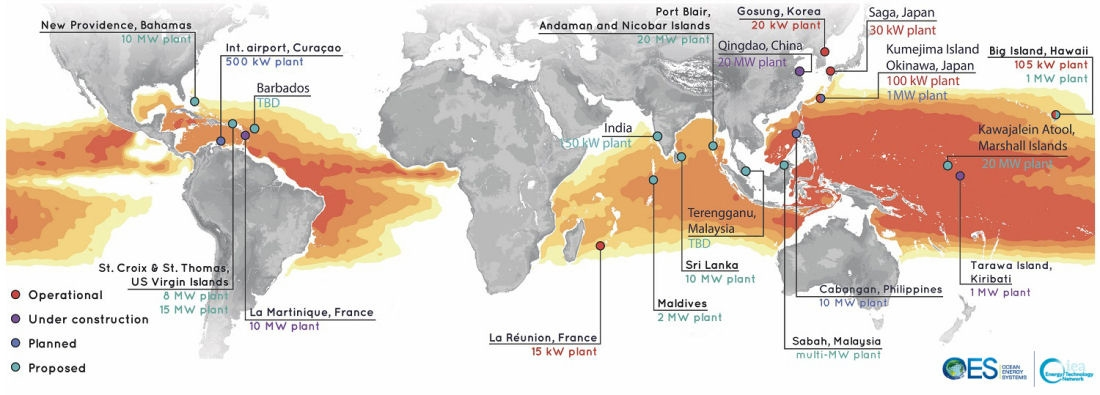 New Providence, Bahamas
10 MW plant
Int. airport, Curaçao
500 kW plant
Barbados
TBD
Port Blair,
Andaman and Nicobar Islands
20 MW plant
Gosung, Korea
20 kW plant
Saga, Japan
30 kW plant
Qingdao, China
20 MW plant
Kumejima Island
Okinawa, Japan
100 kW plant
1MW plant
Big Island, Hawaii
105 kW plant
1 MW plant
India
150 kW plant
Kawajalein Atool,
Marshall Islands
20 MW plant
Terengganu,
Malaysia
TBD
St. Croix & St. Thomas,
US Virgin Islands
8 MW plant
15 MW plant
La Martinique, France
10 MW plant
Sri Lanka
10 MW plant
Maldives
2 MW plant
La Réunion, France
15 kW plant
Cabangan, Philippines
10 MW plant
Tarawa Island,
Kiribati
1 MW plant
Sabah, Malaysia
multi-MW plant
Operational
Under construction
Planned
Proposed
OES
OCEAN
ENERGY
SYSTEMS
iea
Energy Technology
Network